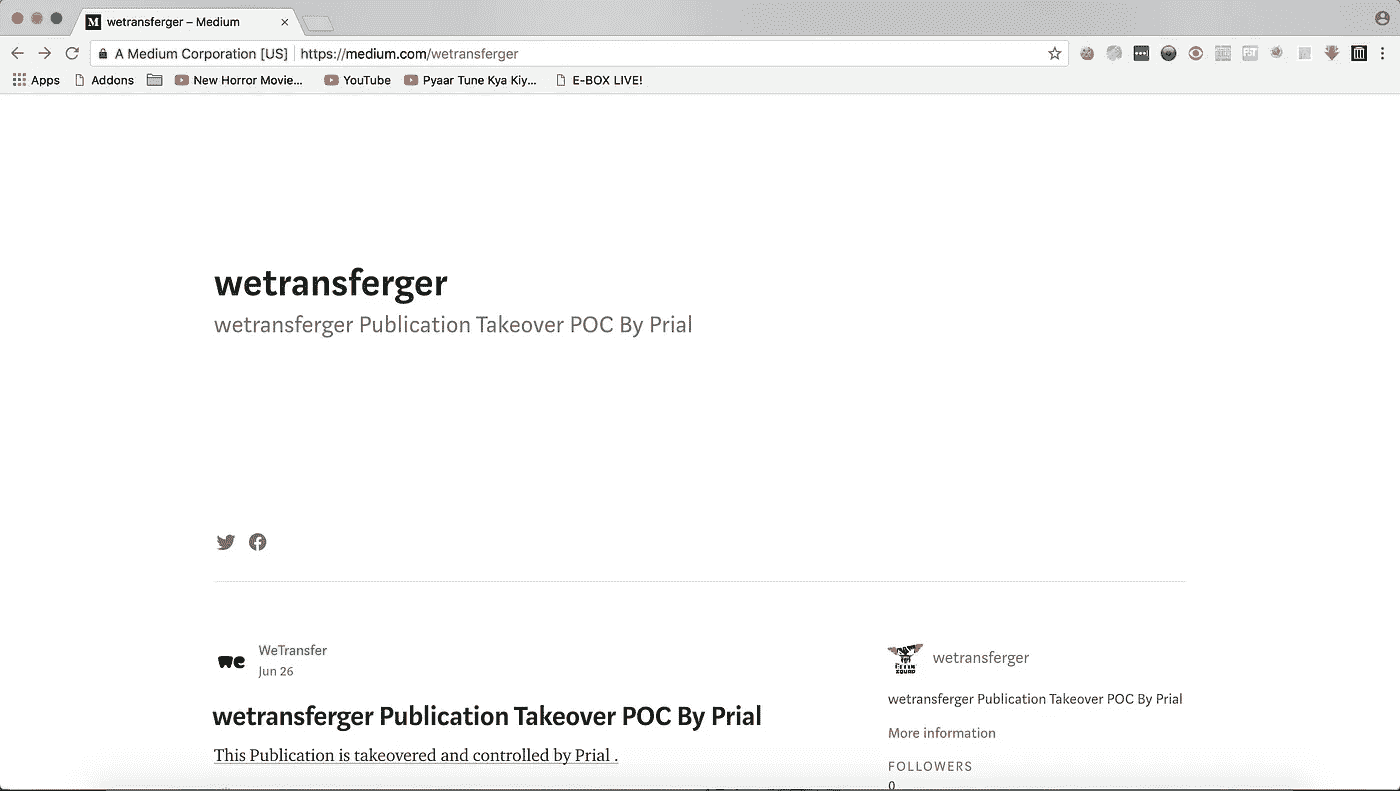 wetransferger – Medium
A Medium Corporation [US] https://medium.com/wetransferger
Apps Addons New Horror Movie... YouTube Pyaar Tune Kya Kiy... E-BOX LIVE!
wetransferger
wetransferger Publication Takeover POC By Prial
WeTransfer
Jun 26
wetransferger Publication Takeover POC By Prial
This Publication is takeovered and controlled by Prial .
wetransferger
wetransferger Publication Takeover POC By Prial
More information
FOLLOWERS
0